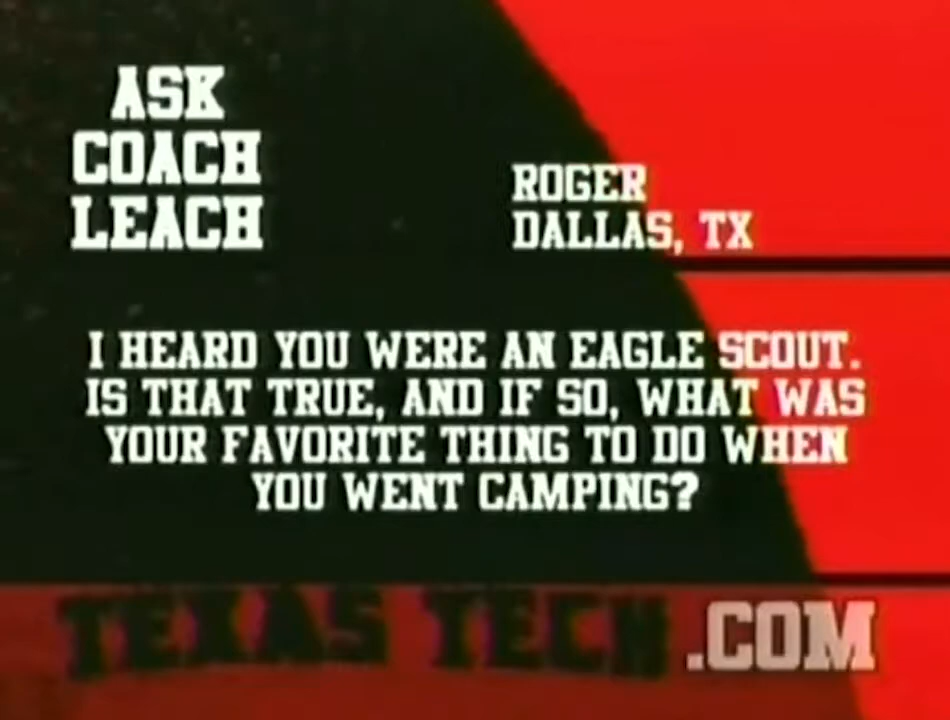 ASK
COACH
LEACH
ROGER
DALLAS, TX
I HEARD YOU WERE AN EAGLE SCOUT.
IS THAT TRUE, AND IF SO, WHAT WAS
YOUR FAVORITE THING TO DO WHEN
YOU WENT CAMPING?
TEXAS TECH .COM